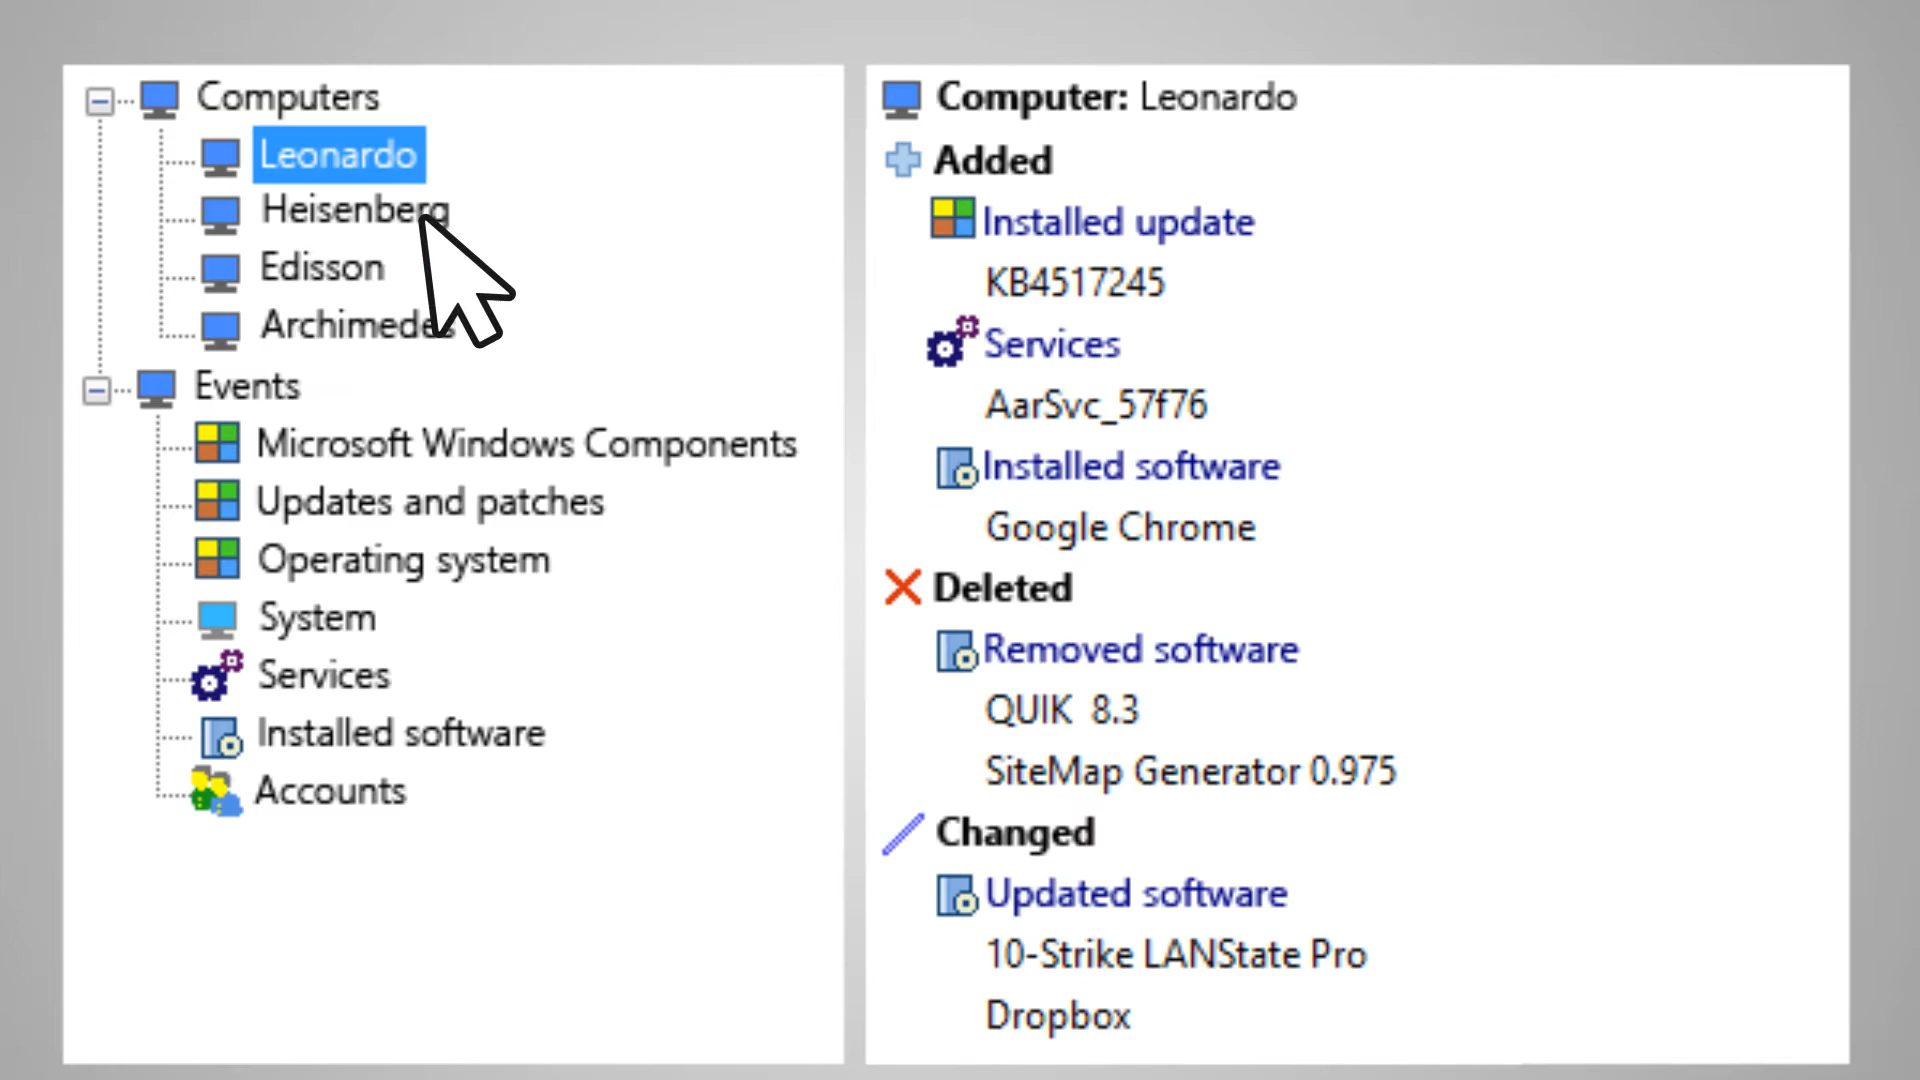 Computers
Leonardo
Heisenberg
Edisson
Archimedes
Events
Microsoft Windows Components
Updates and patches
Operating system
System
Services
Installed software
Accounts
Computer: Leonardo
Added
Installed update
KB4517245
Services
AarSvc_57f76
Installed software
Google Chrome
Deleted
Removed software
QUIK 8.3
SiteMap Generator 0.975
Changed
Updated software
10-Strike LANState Pro
Dropbox